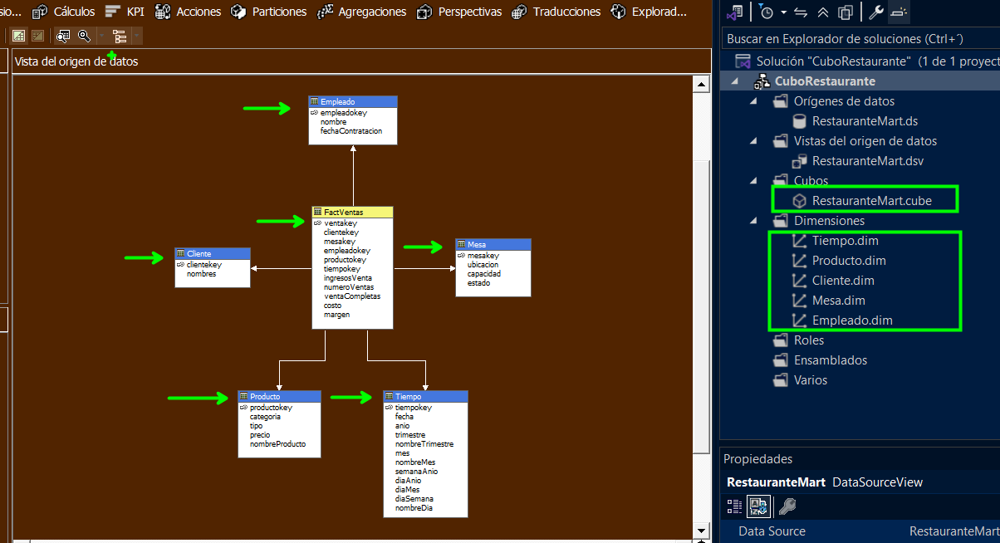 sio... Cálculos KPI Acciones Particiones Agregaciones Perspectivas Traducciones Explorad...
Vista del origen de datos
Empleado
empleadokey
nombre
fechaContratacion
FactVentas
ventakey
clientekey
mesakey
empleadokey
productokey
tiempokey
ingresosVenta
numeroVentas
ventaCompletas
costo
margen
Cliente
clientekey
nombres
Mesa
mesakey
ubicacion
capacidad
estado
Producto
productokey
categoria
tipo
precio
nombreProducto
Tiempo
tiempokey
fecha
anio
trimestre
nombreTrimestre
mes
nombreMes
semanaAnio
diaAnio
diaMes
diaSemana
nombreDia
Buscar en Explorador de soluciones (Ctrl+´)
Solución "CuboRestaurante" (1 de 1 proyect
CuboRestaurante
Orígenes de datos
RestauranteMart.ds
Vistas del origen de datos
RestauranteMart.dsv
Cubos
RestauranteMart.cube
Dimensiones
Tiempo.dim
Producto.dim
Cliente.dim
Mesa.dim
Empleado.dim
Roles
Ensamblados
Varios
Propiedades
RestauranteMart DataSourceView
Data Source RestauranteMart